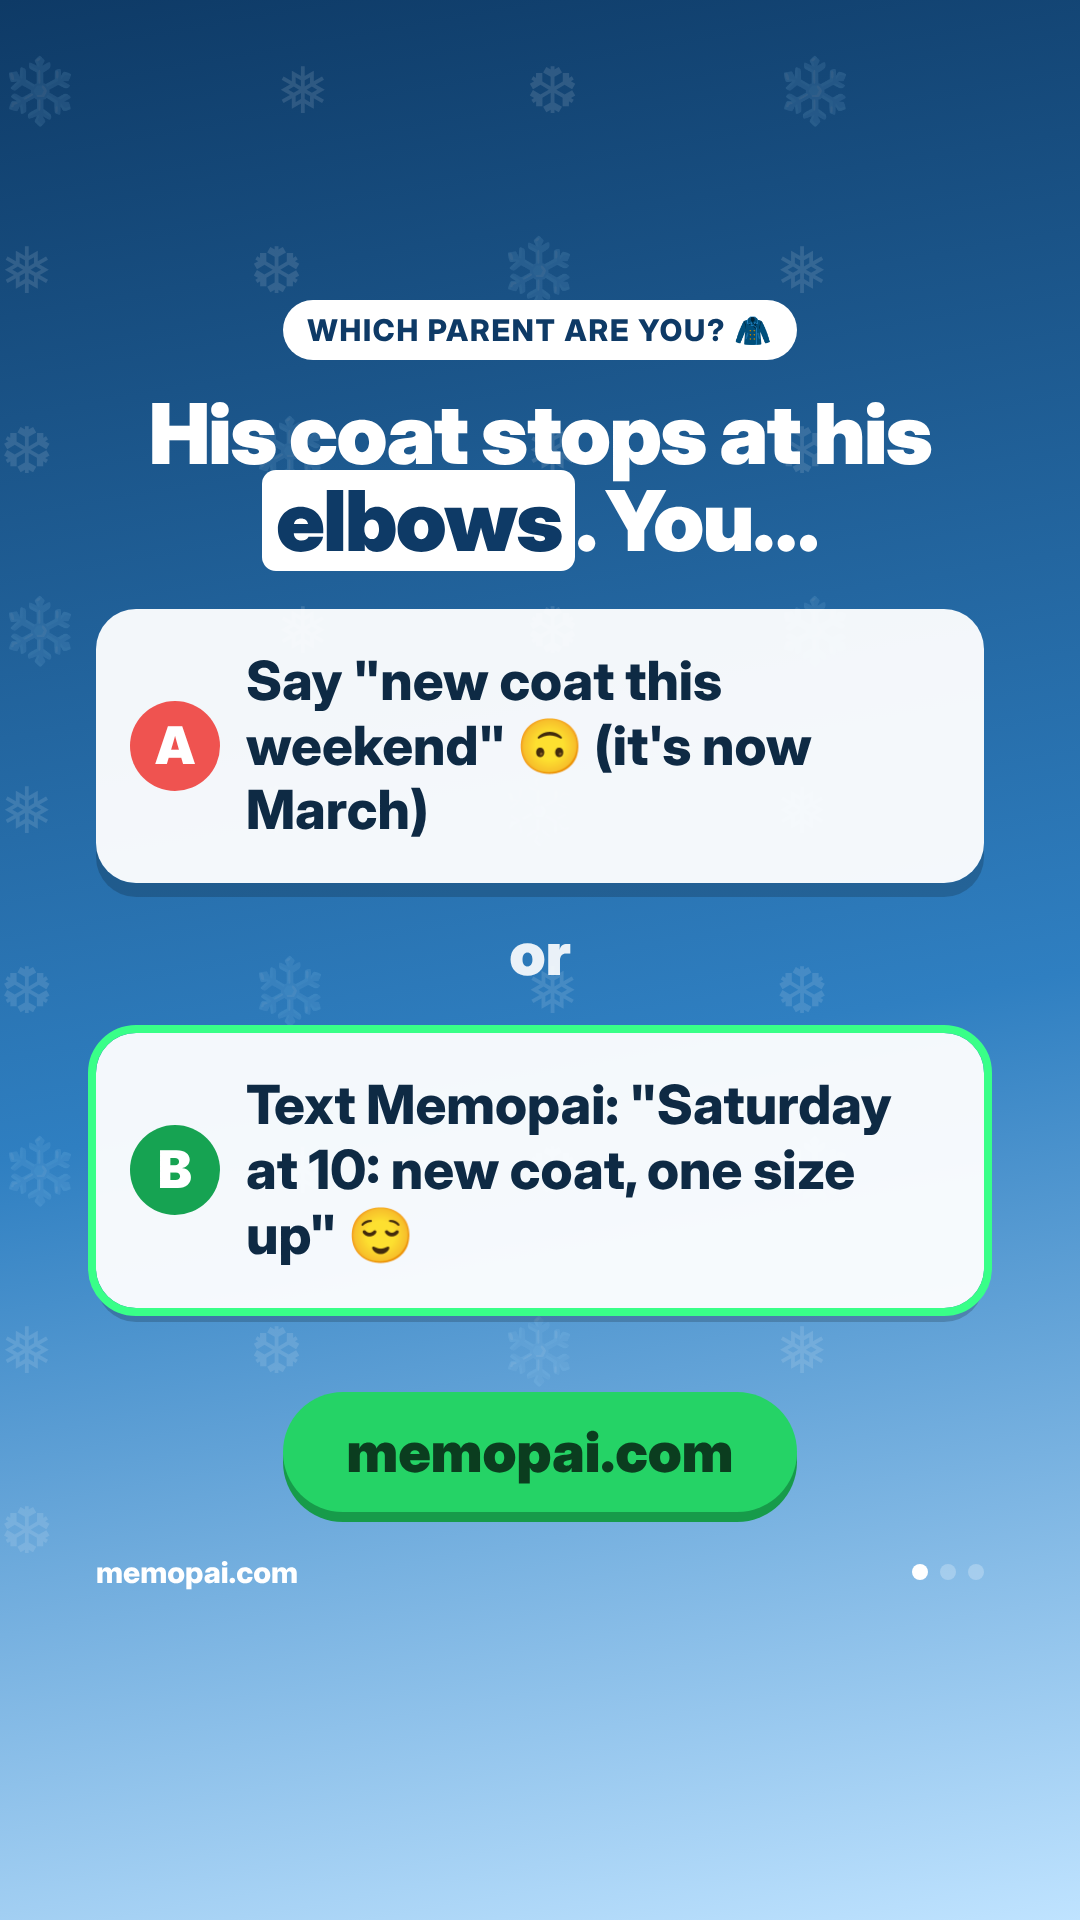 WHICH PARENT ARE YOU? 🧥
His coat stops at his
elbows. You...
A
Say "new coat this
weekend" 🙃 (it's now
March)
or
B
Text Memopai: "Saturday
at 10: new coat, one size
up" 😌
memopai.com
memopai.com